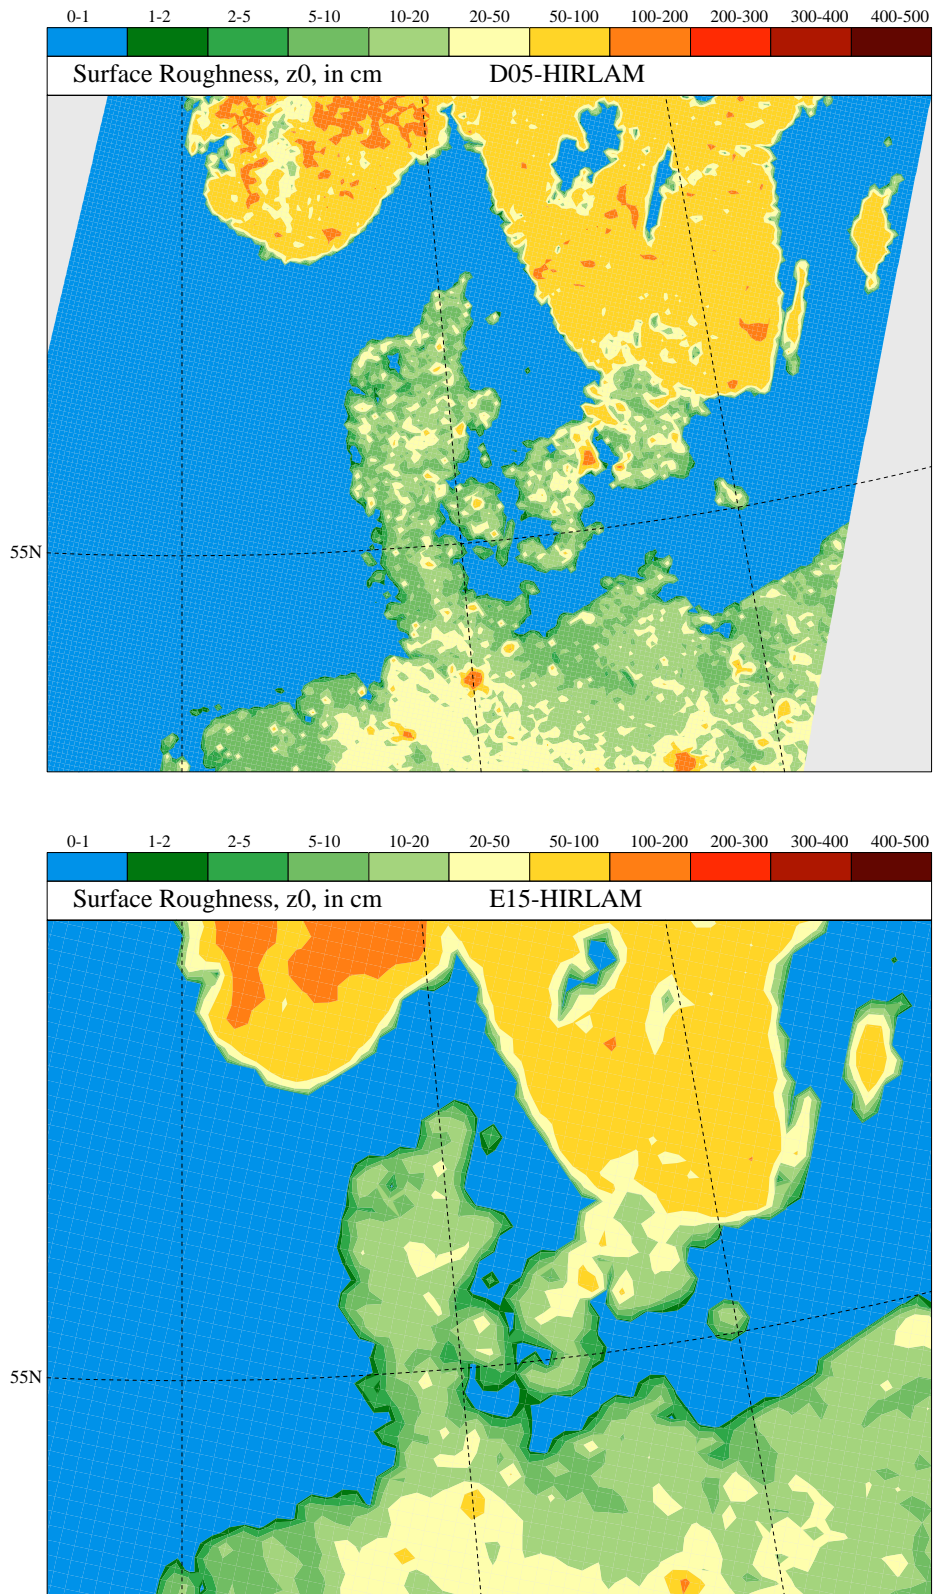 0-1 1-2 2-5 5-10 10-20 20-50 50-100 100-200 200-300 300-400 400-500
Surface Roughness, z0, in cm D05-HIRLAM
55N
0-1 1-2 2-5 5-10 10-20 20-50 50-100 100-200 200-300 300-400 400-500
Surface Roughness, z0, in cm E15-HIRLAM
55N